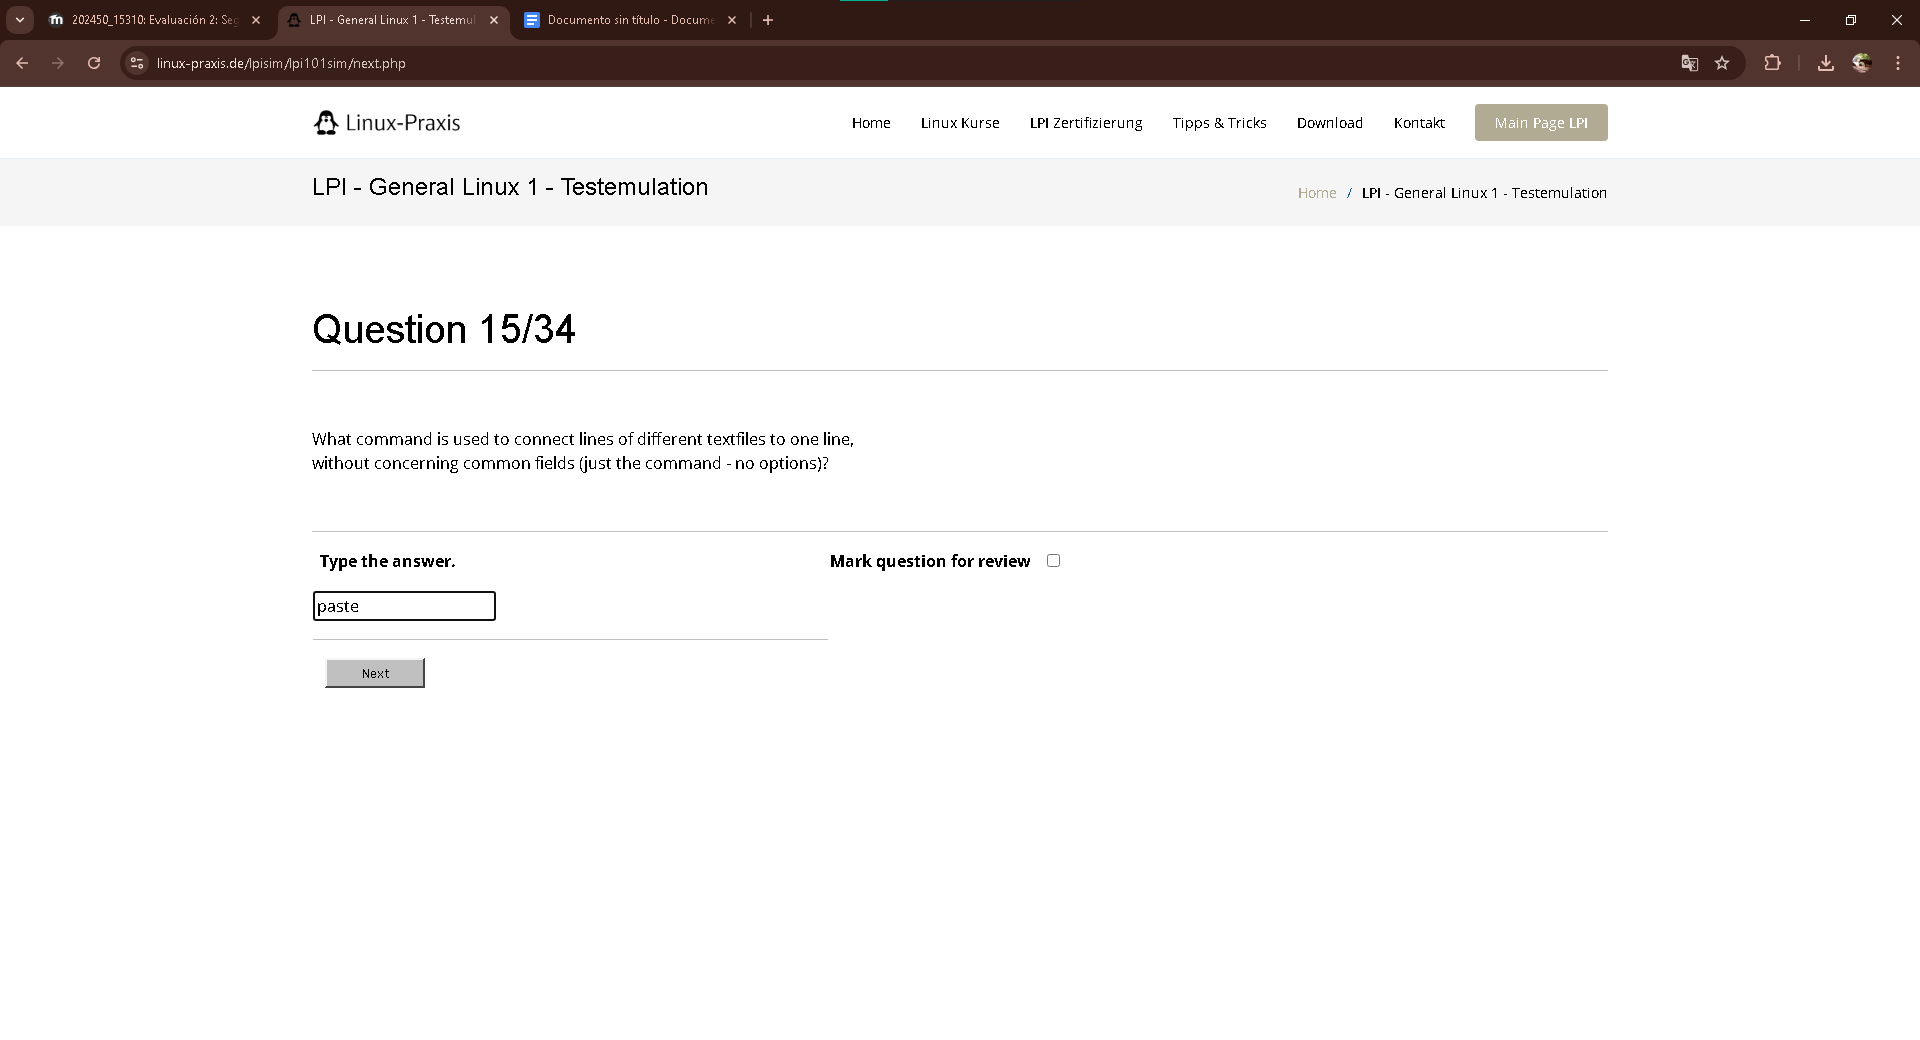 202450_15310: Evaluación 2: Seg
LPI - General Linux 1 - Testemul
Documento sin título - Docume
linux-praxis.de/lpisim/lpi101sim/next.php
Linux-Praxis
Home
Linux Kurse
LPI Zertifizierung
Tipps & Tricks
Download
Kontakt
Main Page LPI
LPI - General Linux 1 - Testemulation
Home / LPI - General Linux 1 - Testemulation
Question 15/34
What command is used to connect lines of different textfiles to one line,
without concerning common fields (just the command - no options)?
Type the answer.
Mark question for review
paste
Next